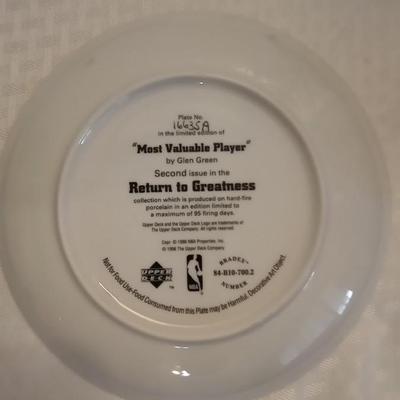 Plate No.
16635A
in the limited edition of
"Most Valuable Player"
by Glen Green
Second issue in the
Return to Greatness
collection which is produced on hard-fire
porcelain in an edition limited to
a maximum of 95 firing days.
Upper Deck and the Upper Deck Logo are trademarks of
The Upper Deck Company. All rights reserved.
Copr. © 1996 NBA Properties, Inc.
© 1996 The Upper Deck Company
UPPER
DECK
™
NBA
BRADEX™
84-B10-700.2
NUMBER
Not for Food Use-Food Consumed from this Plate may be Harmful. Decorative Art Object.